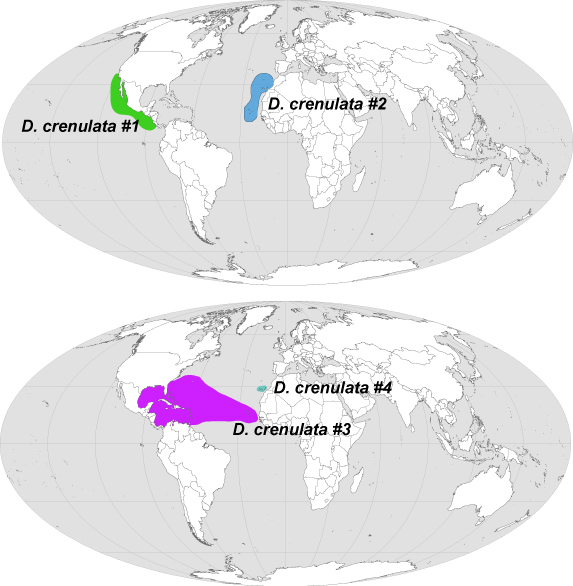 D. crenulata #2
D. crenulata #1
D. crenulata #4
D. crenulata #3